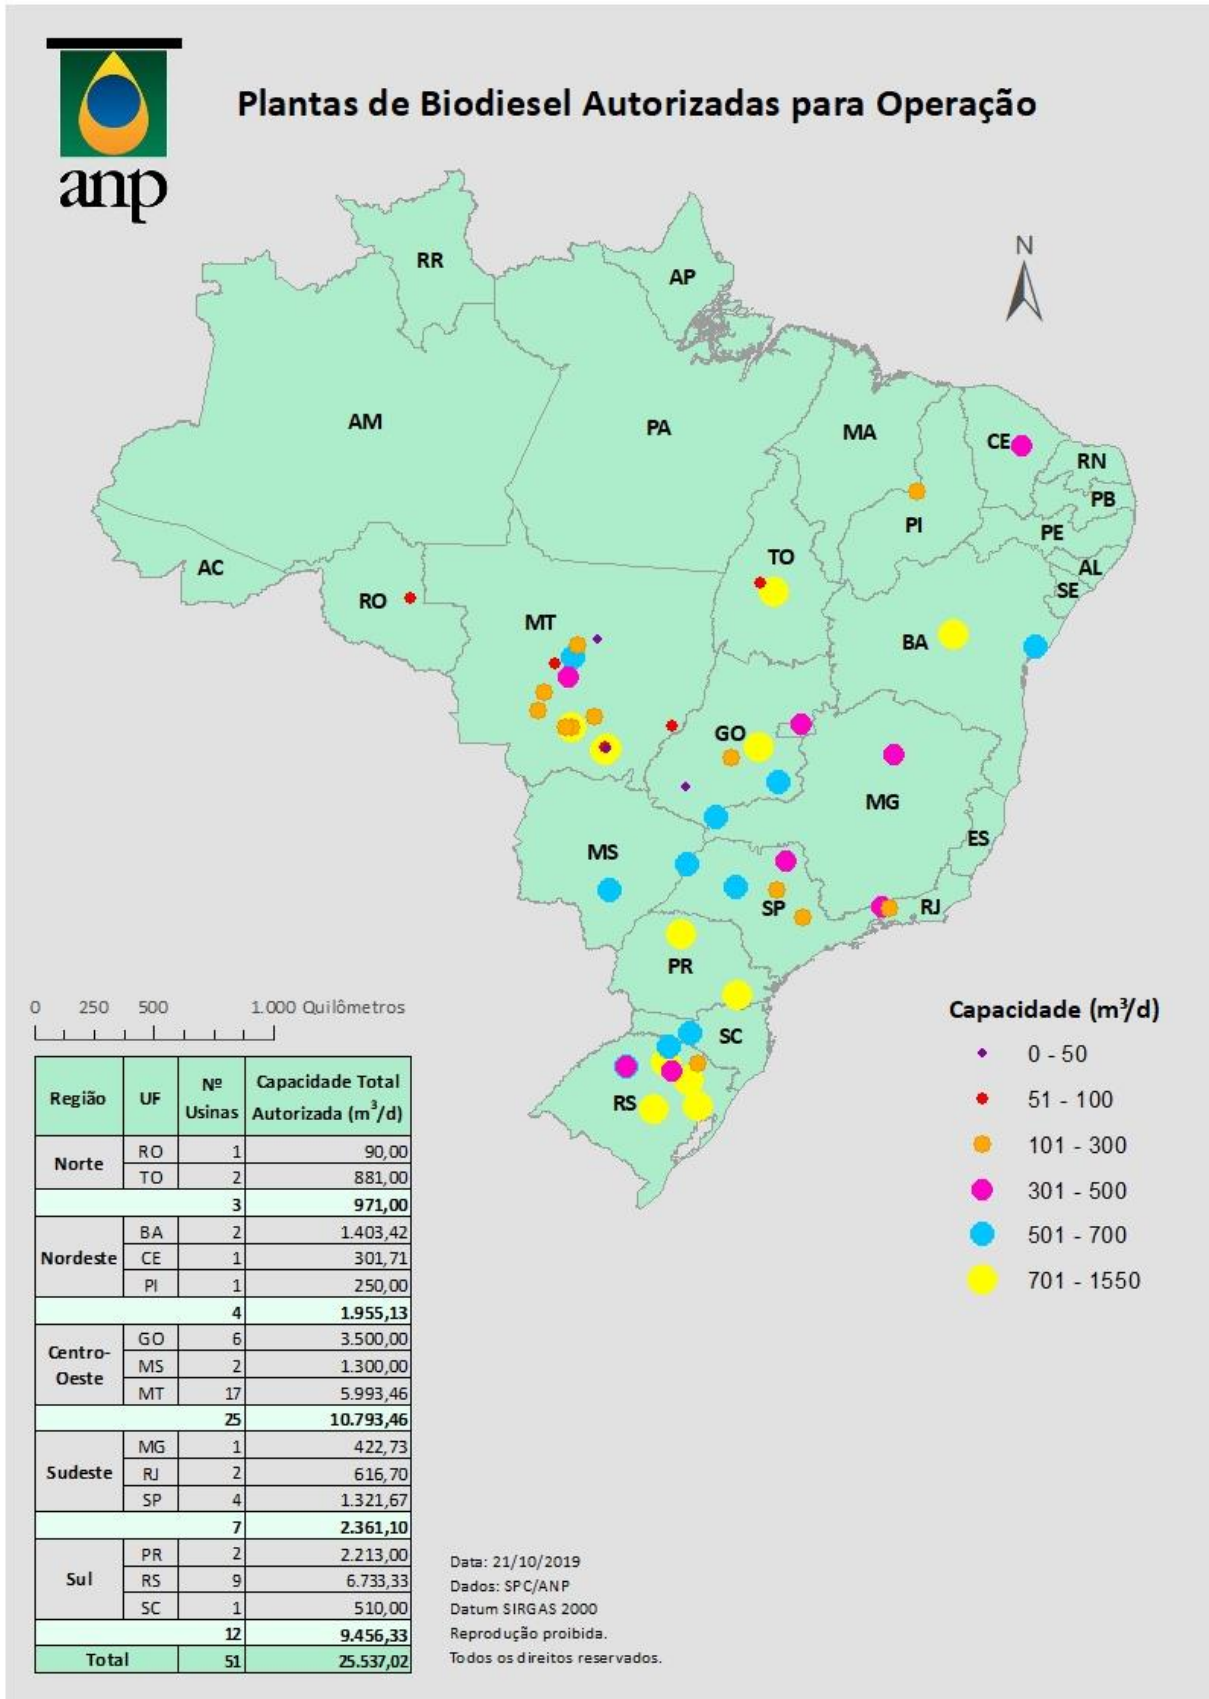 anp
Plantas de Biodiesel Autorizadas para Operação
N
RR
AP
AM
PA
MA
CE
RN
PB
PI
PE
AC
TO
AL
SE
RO
MT
BA
GO
MG
MS
ES
SP
RJ
PR
SC
RS
0 250 500 1.000 Quilômetros
Capacidade (m³/d)
0 - 50
51 - 100
101 - 300
301 - 500
501 - 700
701 - 1550
Região UF Nº Usinas Capacidade Total Autorizada (m³/d)
Norte RO 1 90,00
TO 2 881,00
3 971,00
Nordeste BA 2 1.403,42
CE 1 301,71
PI 1 250,00
4 1.955,13
Centro-Oeste GO 6 3.500,00
MS 2 1.300,00
MT 17 5.993,46
25 10.793,46
Sudeste MG 1 422,73
RJ 2 616,70
SP 4 1.321,67
7 2.361,10
Sul PR 2 2.213,00
RS 9 6.733,33
SC 1 510,00
12 9.456,33
Total 51 25.537,02
Data: 21/10/2019
Dados: SPC/ANP
Datum SIRGAS 2000
Reprodução proibida.
Todos os direitos reservados.